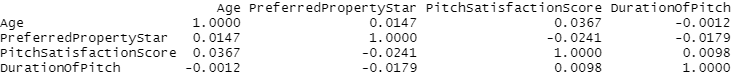 Age PreferredPropertyStar PitchSatisfactionScore DurationOfPitch
Age 1.0000 0.0147 0.0367 -0.0012
PreferredPropertyStar 0.0147 1.0000 -0.0241 -0.0179
PitchSatisfactionScore 0.0367 -0.0241 1.0000 0.0098
DurationOfPitch -0.0012 -0.0179 0.0098 1.0000